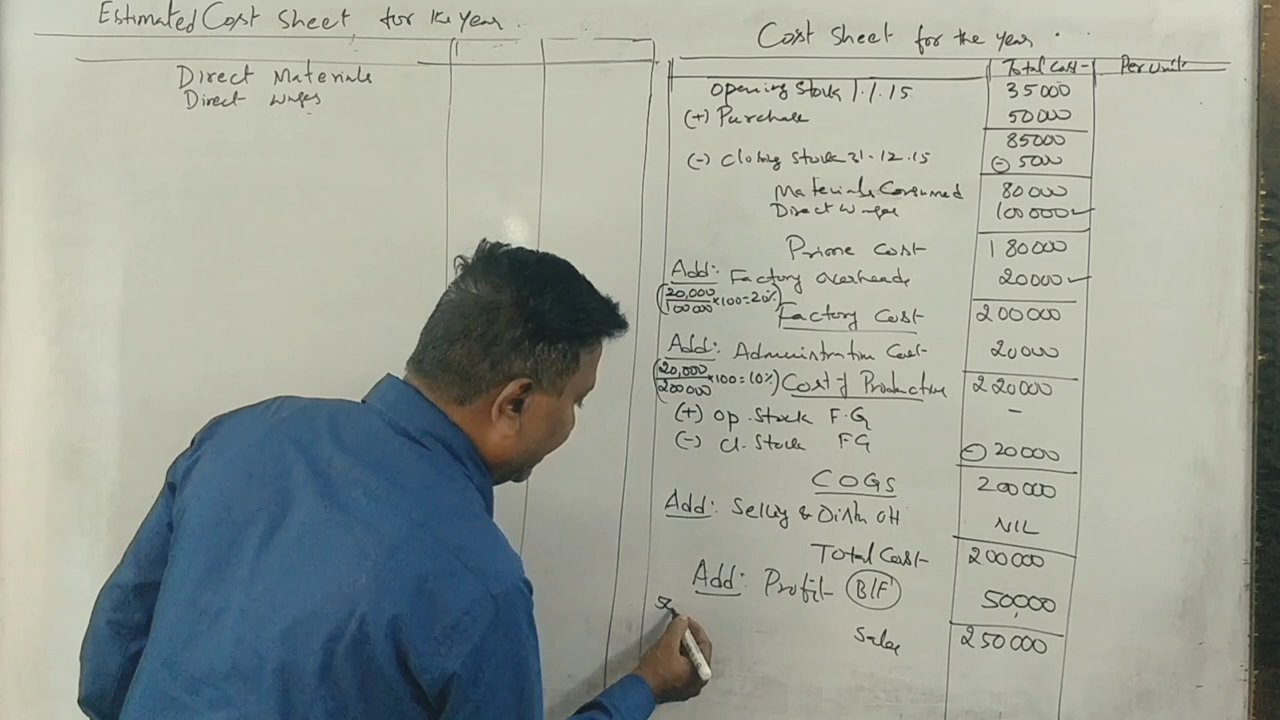 Estimated Cost Sheet for the Year
Direct Materials
Direct wages
Cost Sheet for the Year
Total Cost Per Unit
Opening Stock 1.1.15 35000
(+) Purchase 50000
85000
(-) Closing Stock 31-12.15 (-) 5000
Materials Consumed 80000
Direct wages 100000
Prime Cost 180000
Add: Factory overheads 20000
(20,000/100000 × 100 = 20%)
Factory Cost 200000
Add: Administration Cost 20000
(20,000/200000 × 100 = 10%) Cost of Production 220000
(+) Op. Stock F.G -
(-) Cl. Stock FG (-) 20000
COGS 200000
Add: Selling & Distn OH NIL
Total Cost 200000
Add: Profit B/F 50,000
Sales 250000